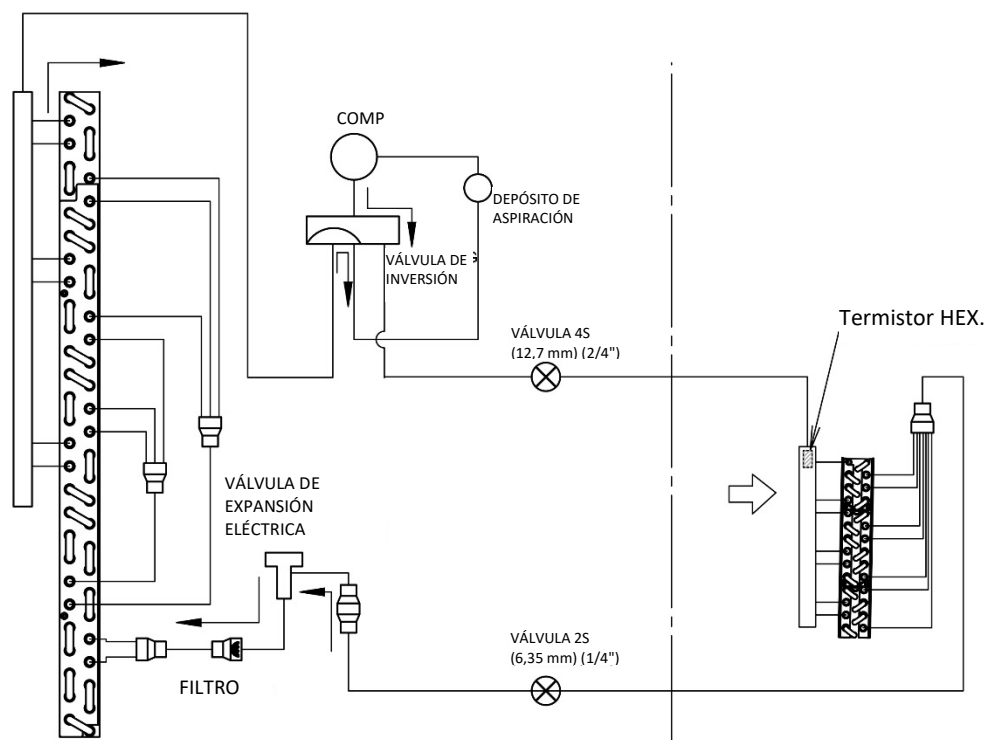 COMP
DEPÓSITO DE
ASPIRACIÓN
VÁLVULA DE
INVERSIÓN
VÁLVULA 4S
(12,7 mm) (2/4")
Termistor HEX.
VÁLVULA DE
EXPANSIÓN
ELÉCTRICA
FILTRO
VÁLVULA 2S
(6,35 mm) (1/4")